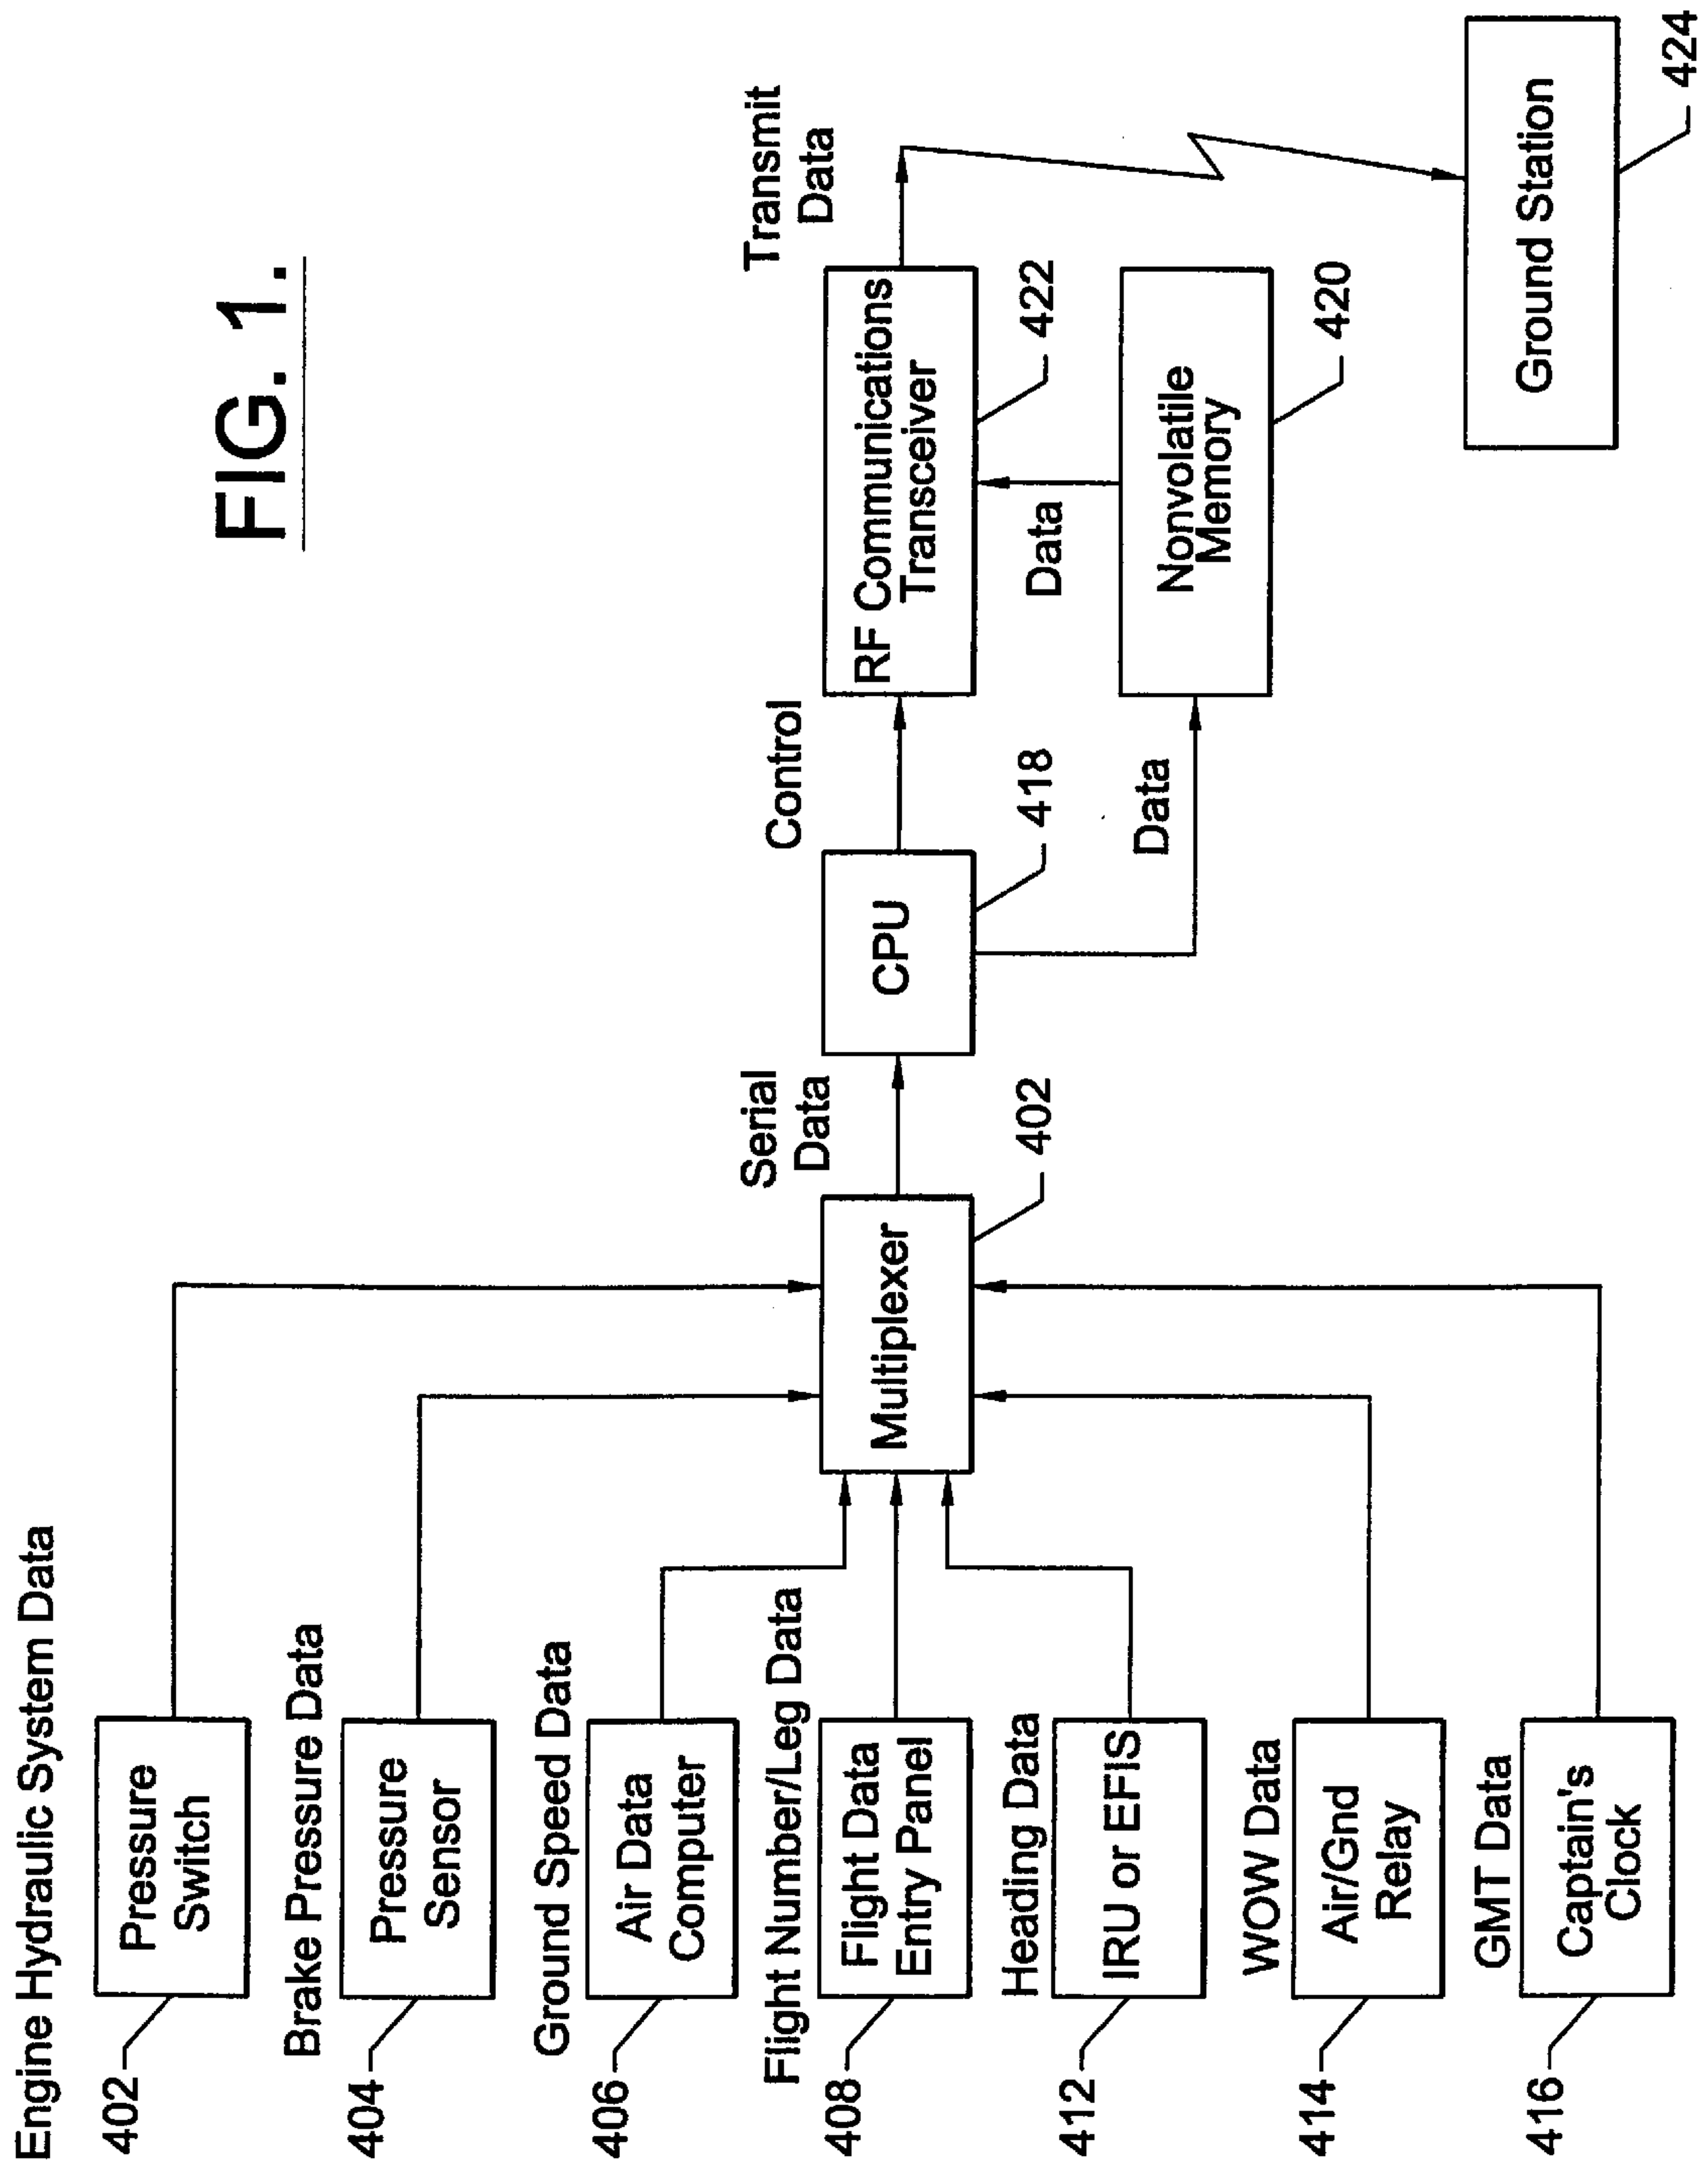 FIG. 1.
Engine Hydraulic System Data
402
Pressure
Switch
Brake Pressure Data
404
Pressure
Sensor
Ground Speed Data
406
Air Data
Computer
Flight Number/Leg Data
408
Flight Data
Entry Panel
Heading Data
412
IRU or EFIS
WOW Data
414
Air/Gnd
Relay
GMT Data
416
Captain's
Clock
Multiplexer
402
Serial
Data
CPU
418
Control
Data
RF Communications
Transceiver
422
Data
Nonvolatile
Memory
420
Transmit
Data
Ground Station
424